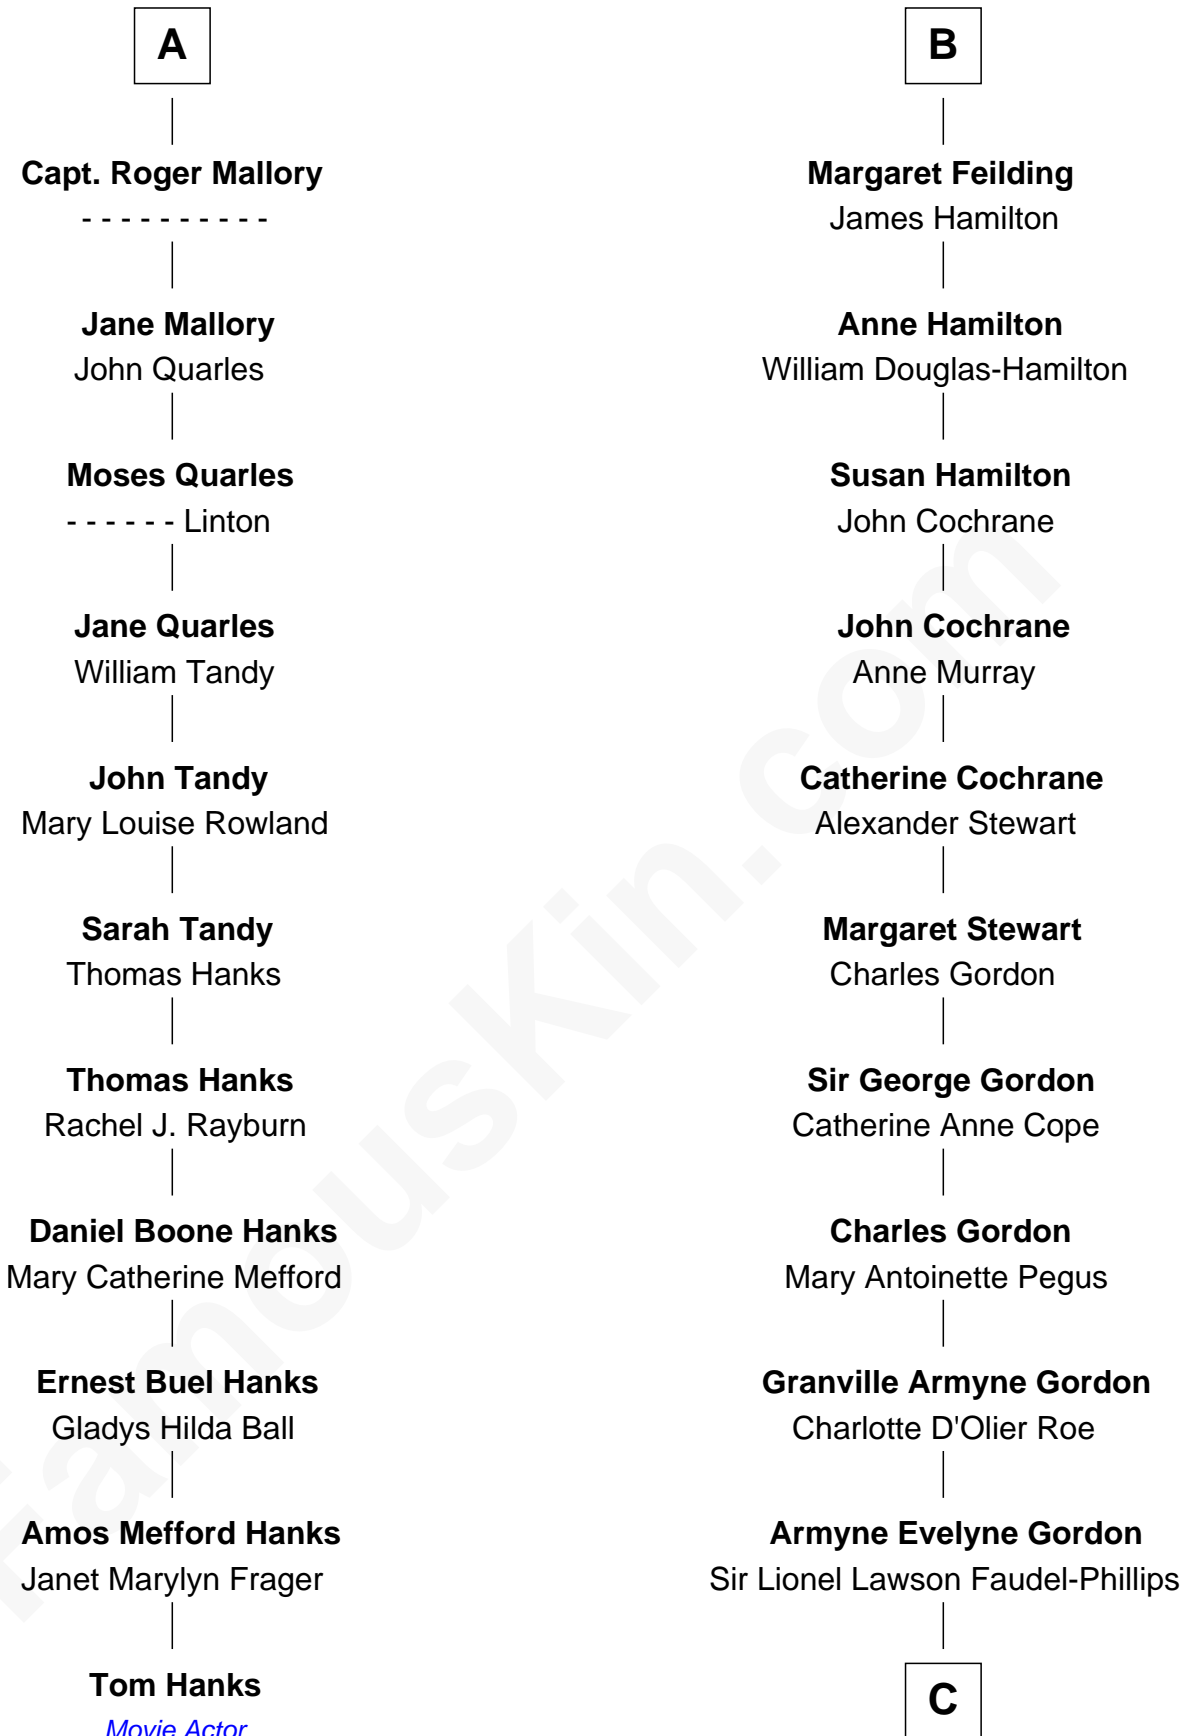 A
Capt. Roger Mallory
- - - - - - - - - -
Jane Mallory
John Quarles
Moses Quarles
- - - - - - Linton
Jane Quarles
William Tandy
John Tandy
Mary Louise Rowland
Sarah Tandy
Thomas Hanks
Thomas Hanks
Rachel J. Rayburn
Daniel Boone Hanks
Mary Catherine Mefford
Ernest Buel Hanks
Gladys Hilda Ball
Amos Mefford Hanks
Janet Marylyn Frager
Tom Hanks
Movie Actor
B
Margaret Feilding
James Hamilton
Anne Hamilton
William Douglas-Hamilton
Susan Hamilton
John Cochrane
John Cochrane
Anne Murray
Catherine Cochrane
Alexander Stewart
Margaret Stewart
Charles Gordon
Sir George Gordon
Catherine Anne Cope
Charles Gordon
Mary Antoinette Pegus
Granville Armyne Gordon
Charlotte D'Olier Roe
Armyne Evelyne Gordon
Sir Lionel Lawson Faudel-Phillips
C
FamousKin.com